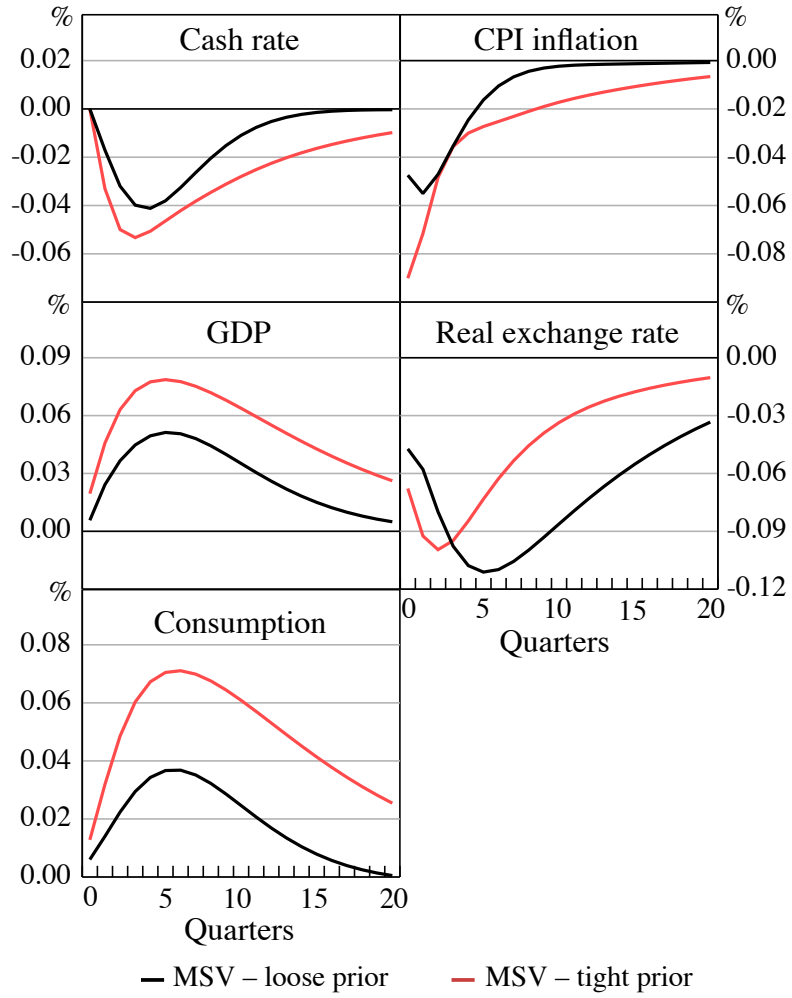 % %
Cash rate CPI inflation
0.02 0.00
0.00 -0.02
-0.02 -0.04
-0.04 -0.06
-0.06 -0.08
% %
GDP Real exchange rate
0.09 0.00
0.06 -0.03
0.03 -0.06
0.00 -0.09
% -0.12
0 5 10 15 20
Consumption Quarters
0.08
0.06
0.04
0.02
0.00
0 5 10 15 20
Quarters
MSV – loose prior MSV – tight prior